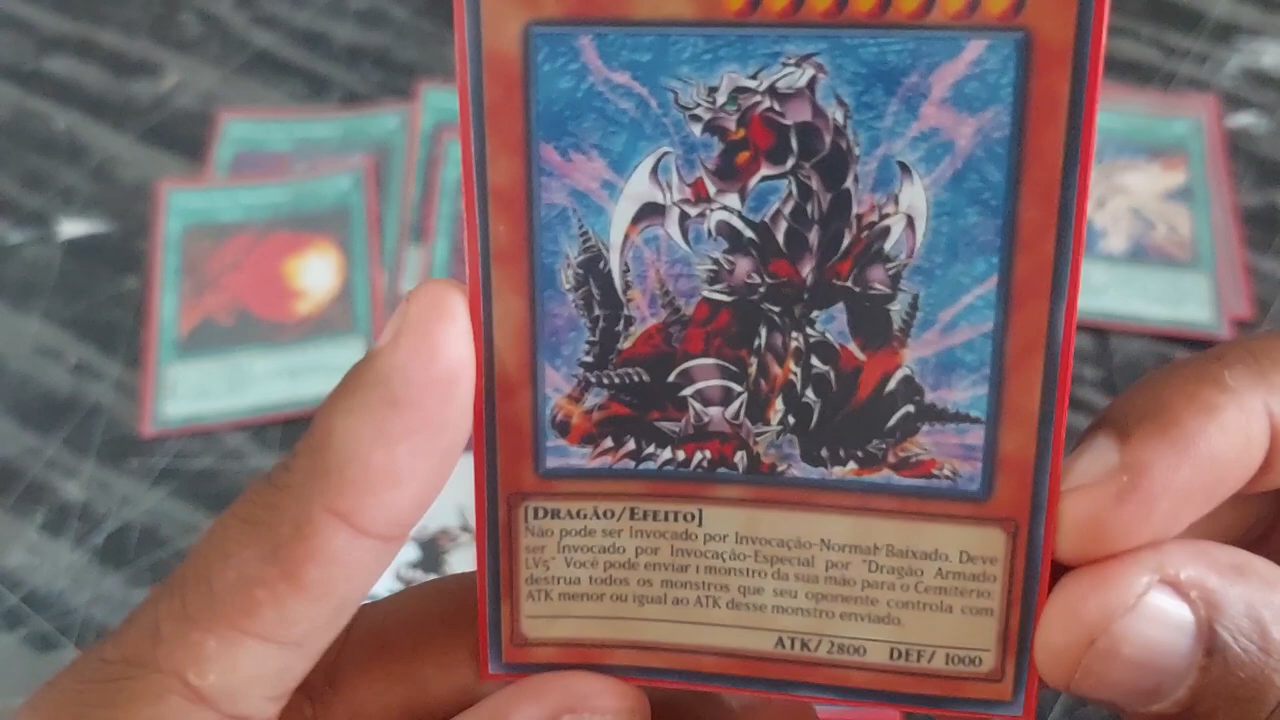 [DRAGÃO/EFEITO]
Não pode ser Invocado por Invocação-Normal/Baixado. Deve
ser Invocado por Invocação-Especial por "Dragão Armado
LV5" Você pode enviar 1 monstro da sua mão para o Cemitério:
destrua todos os monstros que seu oponente controla com
ATK menor ou igual ao ATK desse monstro enviado.
ATK/2800 DEF/ 1000